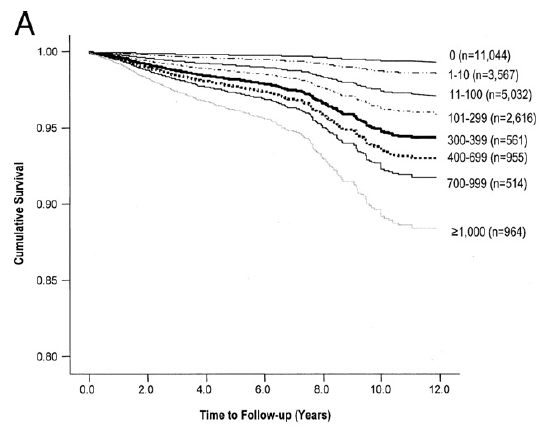 A
1.00
0.95
0.90
0.85
0.80
Cumulative Survival
0 (n=11,044)
1-10 (n=3,567)
11-100 (n=5,032)
101-299 (n=2,616)
300-399 (n=561)
400-699 (n=955)
700-999 (n=514)
≥1,000 (n=964)
0.0 2.0 4.0 6.0 8.0 10.0 12.0
Time to Follow-up (Years)